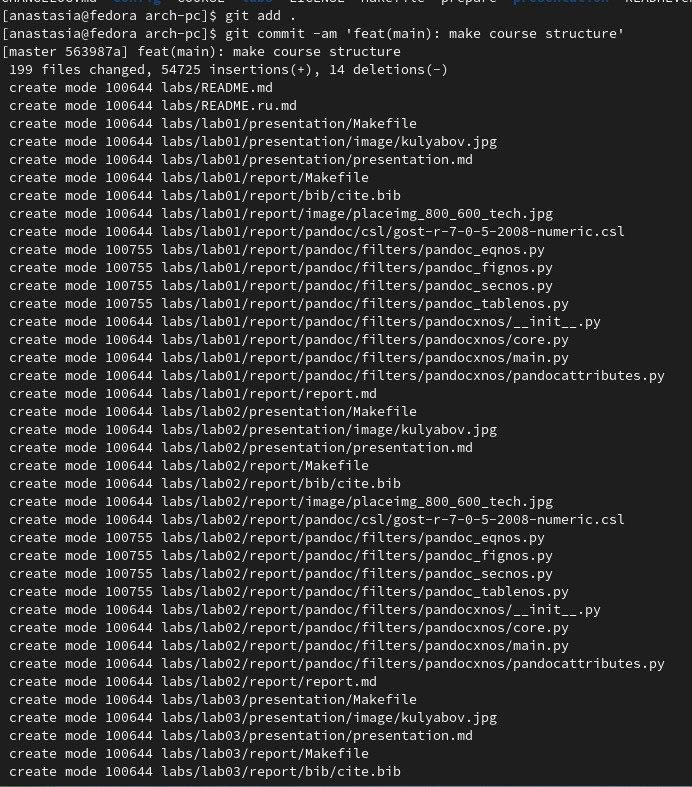 [anastasia@fedora arch-pc]$ git add .
[anastasia@fedora arch-pc]$ git commit -am 'feat(main): make course structure'
[master 563987a] feat(main): make course structure
 199 files changed, 54725 insertions(+), 14 deletions(-)
 create mode 100644 labs/README.md
 create mode 100644 labs/README.ru.md
 create mode 100644 labs/lab01/presentation/Makefile
 create mode 100644 labs/lab01/presentation/image/kulyabov.jpg
 create mode 100644 labs/lab01/presentation/presentation.md
 create mode 100644 labs/lab01/report/Makefile
 create mode 100644 labs/lab01/report/bib/cite.bib
 create mode 100644 labs/lab01/report/image/placeimg_800_600_tech.jpg
 create mode 100644 labs/lab01/report/pandoc/csl/gost-r-7-0-5-2008-numeric.csl
 create mode 100755 labs/lab01/report/pandoc/filters/pandoc_eqnos.py
 create mode 100755 labs/lab01/report/pandoc/filters/pandoc_fignos.py
 create mode 100755 labs/lab01/report/pandoc/filters/pandoc_secnos.py
 create mode 100755 labs/lab01/report/pandoc/filters/pandoc_tablenos.py
 create mode 100644 labs/lab01/report/pandoc/filters/pandocxnos/__init__.py
 create mode 100644 labs/lab01/report/pandoc/filters/pandocxnos/core.py
 create mode 100644 labs/lab01/report/pandoc/filters/pandocxnos/main.py
 create mode 100644 labs/lab01/report/pandoc/filters/pandocxnos/pandocattributes.py
 create mode 100644 labs/lab01/report/report.md
 create mode 100644 labs/lab02/presentation/Makefile
 create mode 100644 labs/lab02/presentation/image/kulyabov.jpg
 create mode 100644 labs/lab02/presentation/presentation.md
 create mode 100644 labs/lab02/report/Makefile
 create mode 100644 labs/lab02/report/bib/cite.bib
 create mode 100644 labs/lab02/report/image/placeimg_800_600_tech.jpg
 create mode 100644 labs/lab02/report/pandoc/csl/gost-r-7-0-5-2008-numeric.csl
 create mode 100755 labs/lab02/report/pandoc/filters/pandoc_eqnos.py
 create mode 100755 labs/lab02/report/pandoc/filters/pandoc_fignos.py
 create mode 100755 labs/lab02/report/pandoc/filters/pandoc_secnos.py
 create mode 100755 labs/lab02/report/pandoc/filters/pandoc_tablenos.py
 create mode 100644 labs/lab02/report/pandoc/filters/pandocxnos/__init__.py
 create mode 100644 labs/lab02/report/pandoc/filters/pandocxnos/core.py
 create mode 100644 labs/lab02/report/pandoc/filters/pandocxnos/main.py
 create mode 100644 labs/lab02/report/pandoc/filters/pandocxnos/pandocattributes.py
 create mode 100644 labs/lab02/report/report.md
 create mode 100644 labs/lab03/presentation/Makefile
 create mode 100644 labs/lab03/presentation/image/kulyabov.jpg
 create mode 100644 labs/lab03/presentation/presentation.md
 create mode 100644 labs/lab03/report/Makefile
 create mode 100644 labs/lab03/report/bib/cite.bib